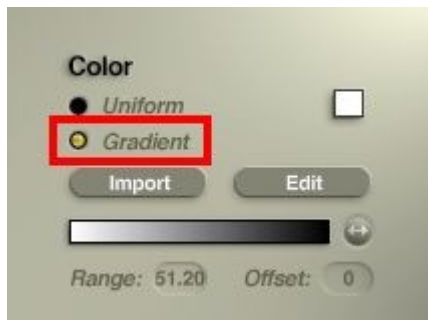 Color
Uniform
Gradient
Import Edit
Range: 51.20 Offset: 0